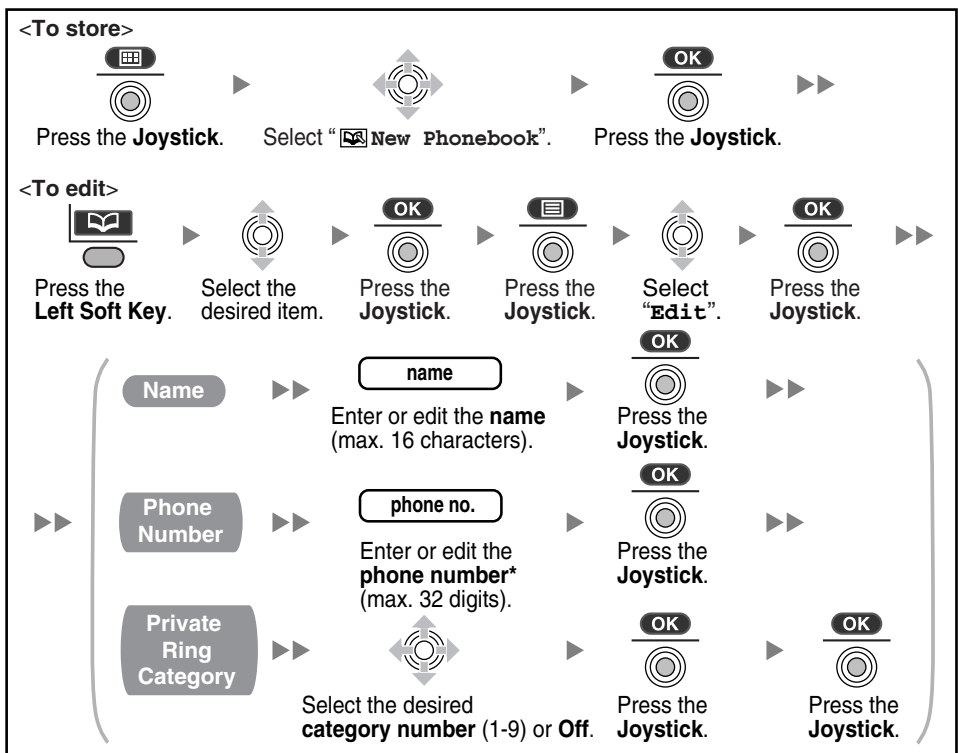 <To store>
OK
Press the Joystick.
Select “ New Phonebook”.
Press the Joystick.
<To edit>
OK
OK
Press the
Left Soft Key.
Select the
desired item.
Press the
Joystick.
Press the
Joystick.
Select
“Edit”.
Press the
Joystick.
Name
name
Enter or edit the name
(max. 16 characters).
OK
Press the
Joystick.
Phone
Number
phone no.
Enter or edit the
phone number*
(max. 32 digits).
OK
Press the
Joystick.
Private
Ring
Category
Select the desired
category number (1-9) or Off.
OK
Press the
Joystick.
OK
Press the
Joystick.